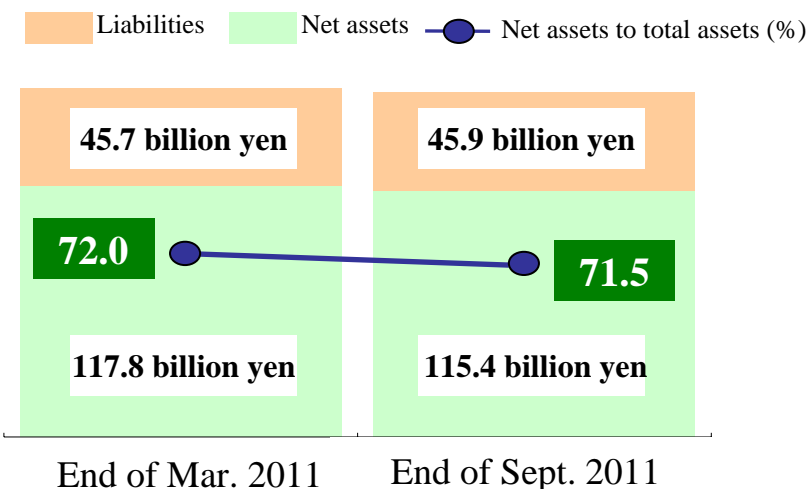 Liabilities Net assets Net assets to total assets (%)
45.7 billion yen 45.9 billion yen
72.0 71.5
117.8 billion yen 115.4 billion yen
End of Mar. 2011 End of Sept. 2011